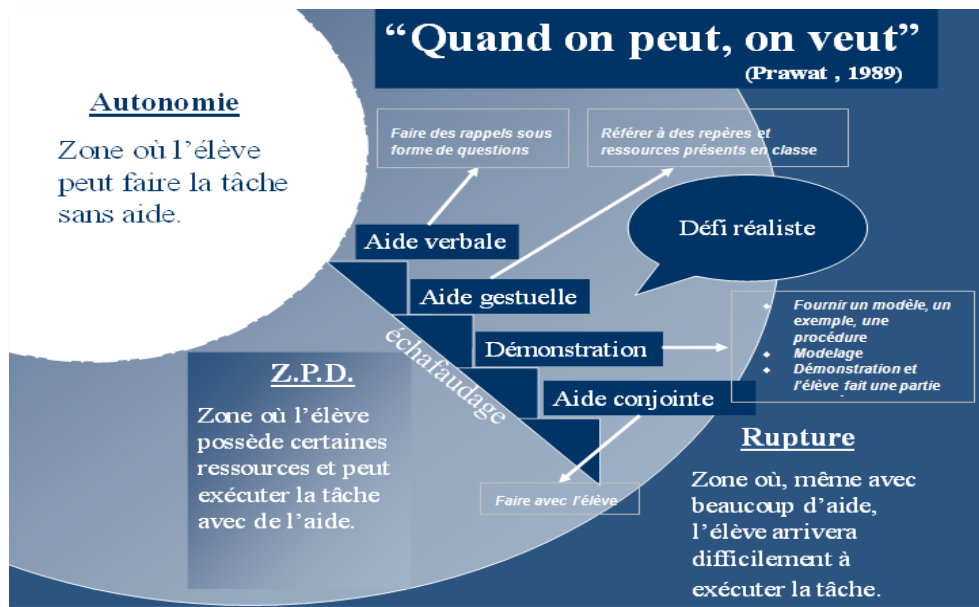 “Quand on peut, on veut”
(Prawat , 1989)
Autonomie
Zone où l’élève
peut faire la tâche
sans aide.
Faire des rappels sous
forme de questions
Référer à des repères et
ressources présents en classe
Aide verbale
Défi réaliste
Aide gestuelle
Démonstration
Aide conjointe
échafaudage
Fournir un modèle, un
exemple, une
procédure
Modelage
Démonstration et
l’élève fait une partie
Z.P.D.
Zone où l’élève
possède certaines
ressources et peut
exécuter la tâche
avec de l’aide.
Faire avec l’élève
Rupture
Zone où, même avec
beaucoup d’aide,
l’élève arrivera
difficilement à
exécuter la tâche.